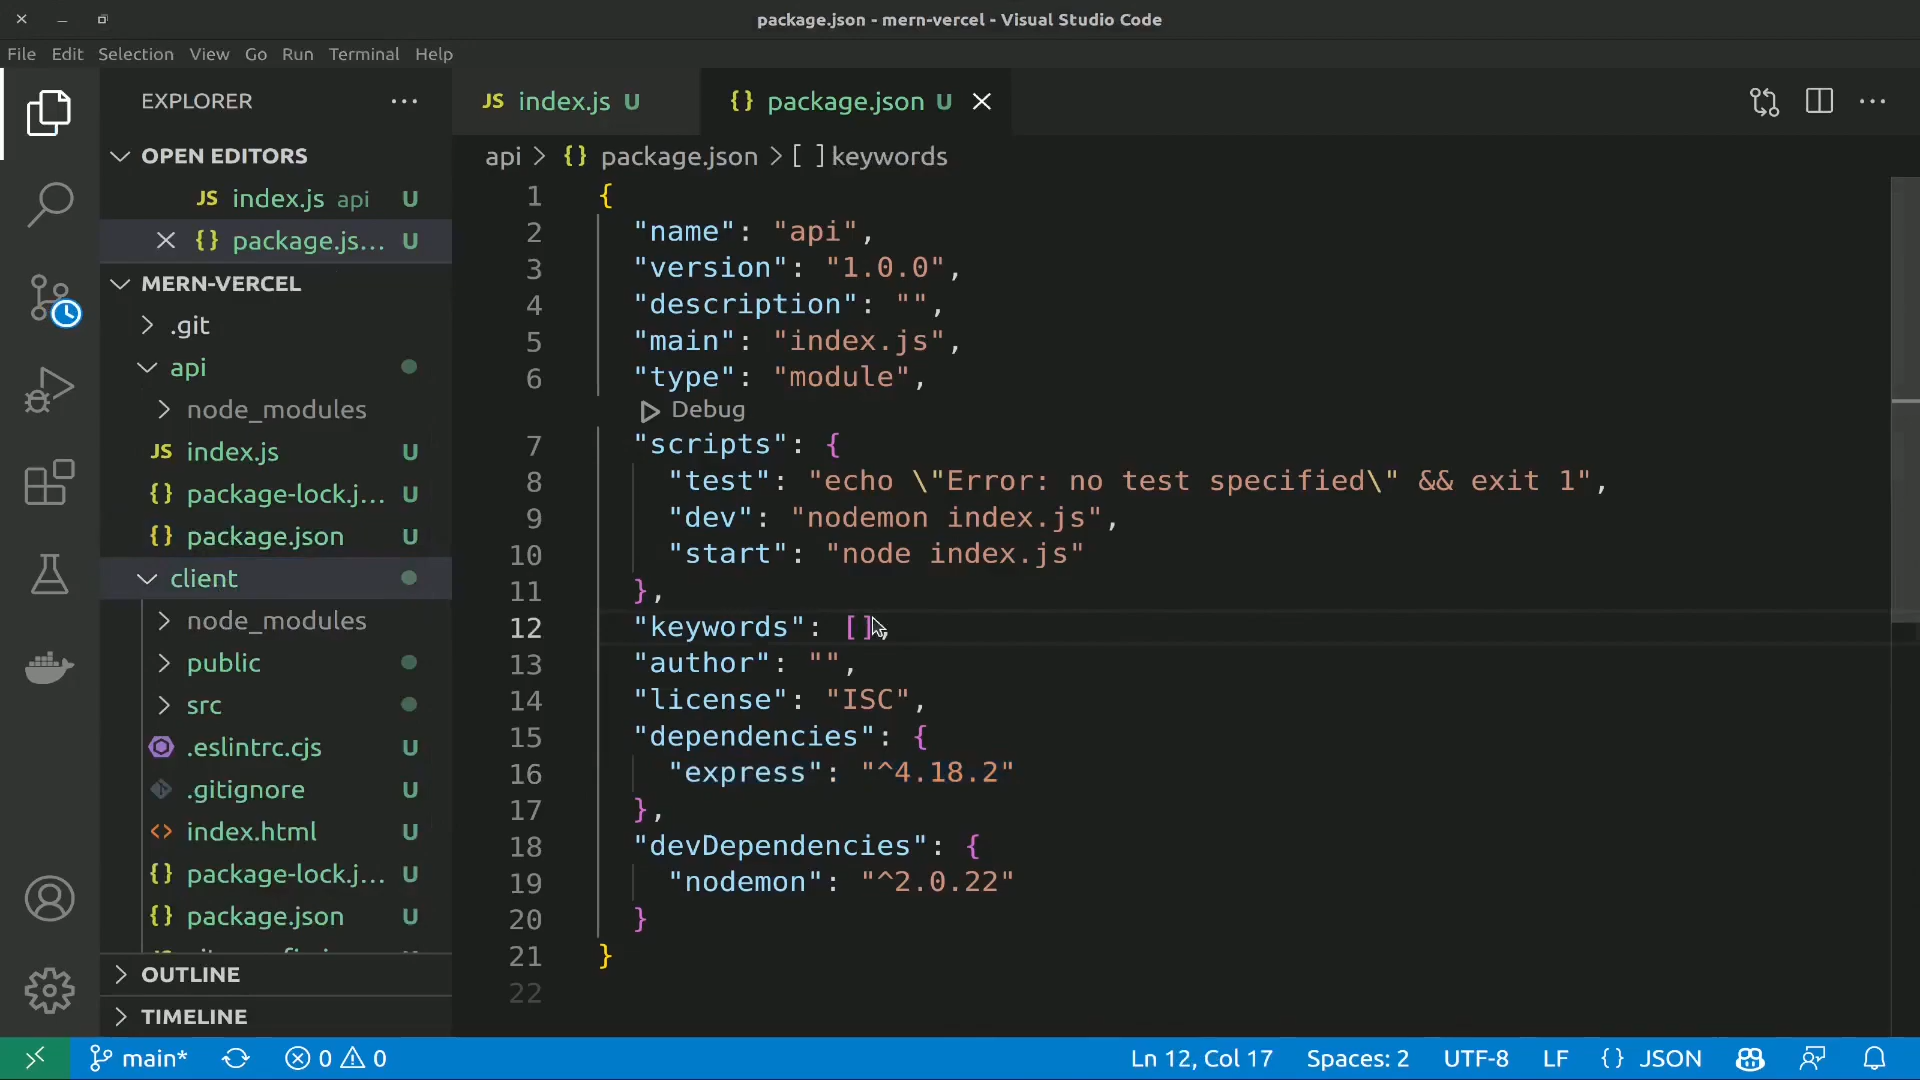 package.json - mern-vercel - Visual Studio Code
File Edit Selection View Go Run Terminal Help
EXPLORER
OPEN EDITORS
JS index.js api U
{} package.js... U
MERN-VERCEL
.git
api
node_modules
JS index.js U
{} package-lock.j... U
{} package.json U
client
node_modules
public
src
.eslintrc.cjs U
.gitignore U
<> index.html U
{} package-lock.j... U
{} package.json U
OUTLINE
TIMELINE
JS index.js U
{} package.json U
api > {} package.json > [ ] keywords
1 {
2 "name": "api",
3 "version": "1.0.0",
4 "description": "",
5 "main": "index.js",
6 "type": "module",
Debug
7 "scripts": {
8 "test": "echo \"Error: no test specified\" && exit 1",
9 "dev": "nodemon index.js",
10 "start": "node index.js"
11 },
12 "keywords": [],
13 "author": "",
14 "license": "ISC",
15 "dependencies": {
16 "express": "^4.18.2"
17 },
18 "devDependencies": {
19 "nodemon": "^2.0.22"
20 }
21 }
22
main* 0 0 Ln 12, Col 17 Spaces: 2 UTF-8 LF {} JSON